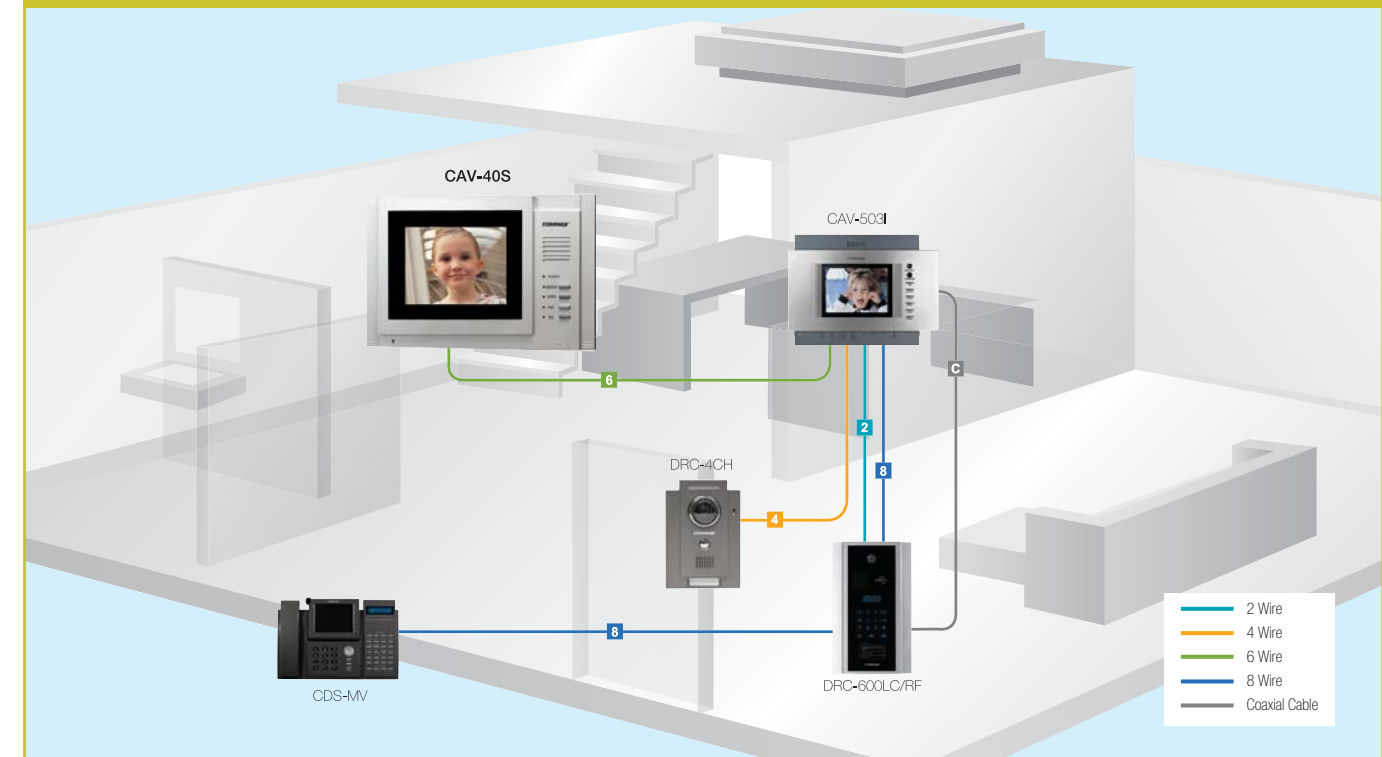 CAV-40S
CAV-503I
COMMAX
6
C
2
8
DRC-4CH
4
8
CDS-MV
DRC-600LC/RF
2 Wire
4 Wire
6 Wire
8 Wire
Coaxial Cable